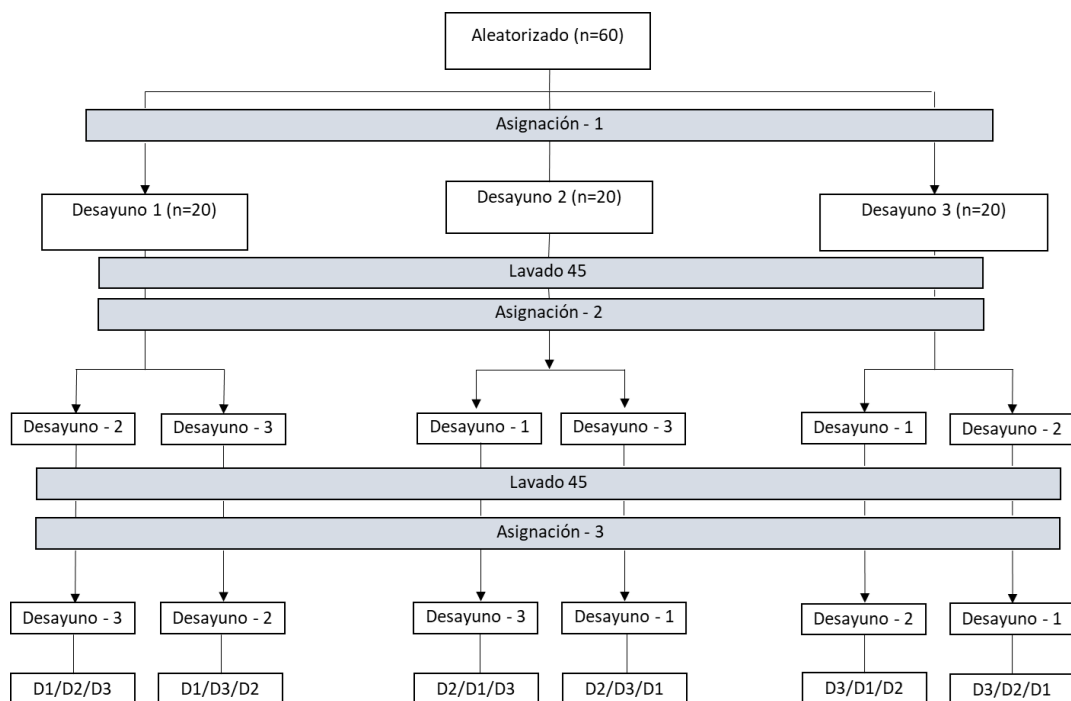 Aleatorizado (n=60)
Asignación - 1
Desayuno 1 (n=20)
Desayuno 2 (n=20)
Desayuno 3 (n=20)
Lavado 45
Asignación - 2
Desayuno - 2
Desayuno - 3
Desayuno - 1
Desayuno - 3
Desayuno - 1
Desayuno - 2
Lavado 45
Asignación - 3
Desayuno - 3
Desayuno - 2
Desayuno - 3
Desayuno - 1
Desayuno - 2
Desayuno - 1
D1/D2/D3
D1/D3/D2
D2/D1/D3
D2/D3/D1
D3/D1/D2
D3/D2/D1